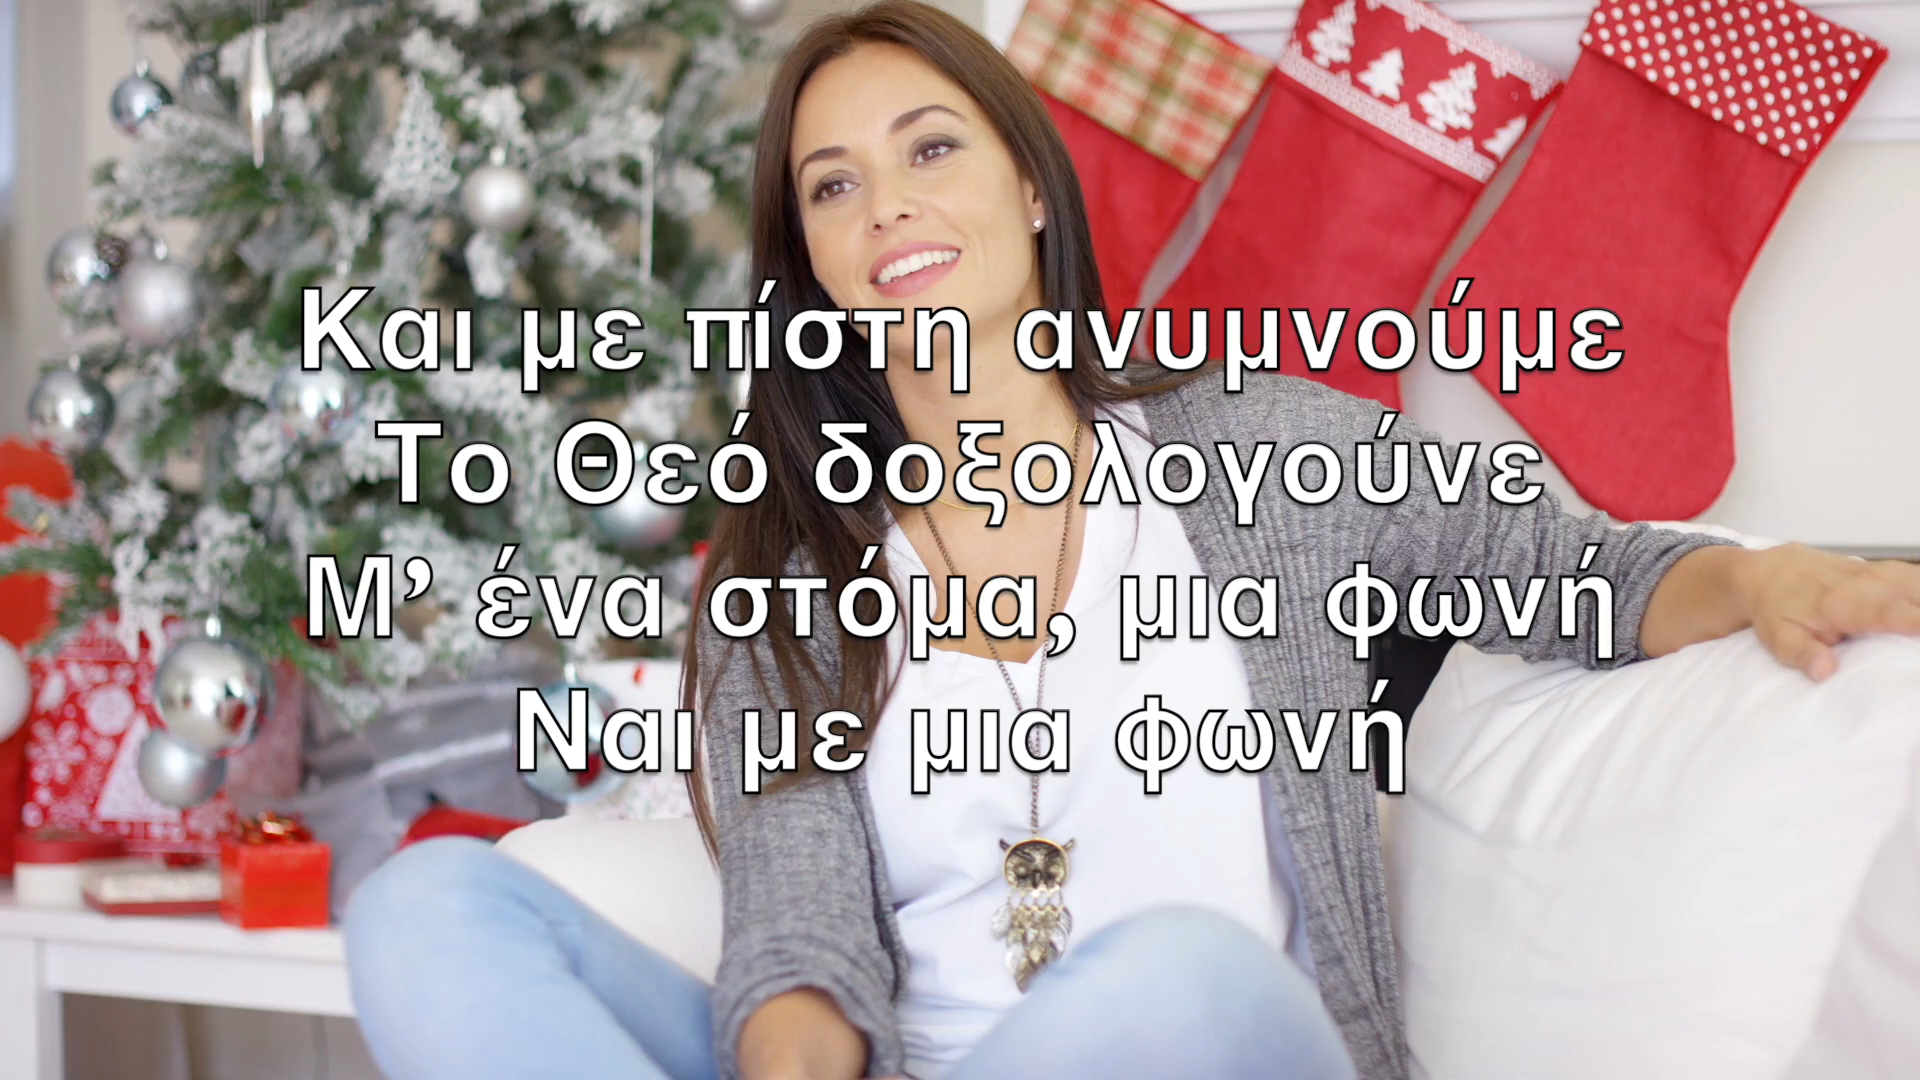 Και με πίστη ανυμνούμε
Το Θεό δοξολογούνε
Μ’ ένα στόμα, μια φωνή
Ναι με μια φωνή